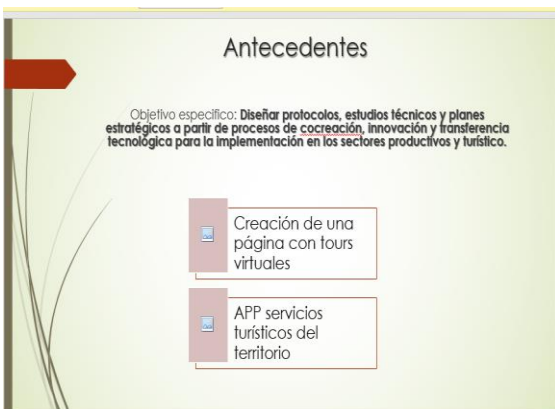 Antecedentes
Objetivo especifico: Diseñar protocolos, estudios técnicos y planes
estratégicos a partir de procesos de cocreación, innovación y transferencia
tecnológica para la implementación en los sectores productivos y turístico.
Creación de una
página con tours
virtuales
APP servicios
turísticos del
territorio